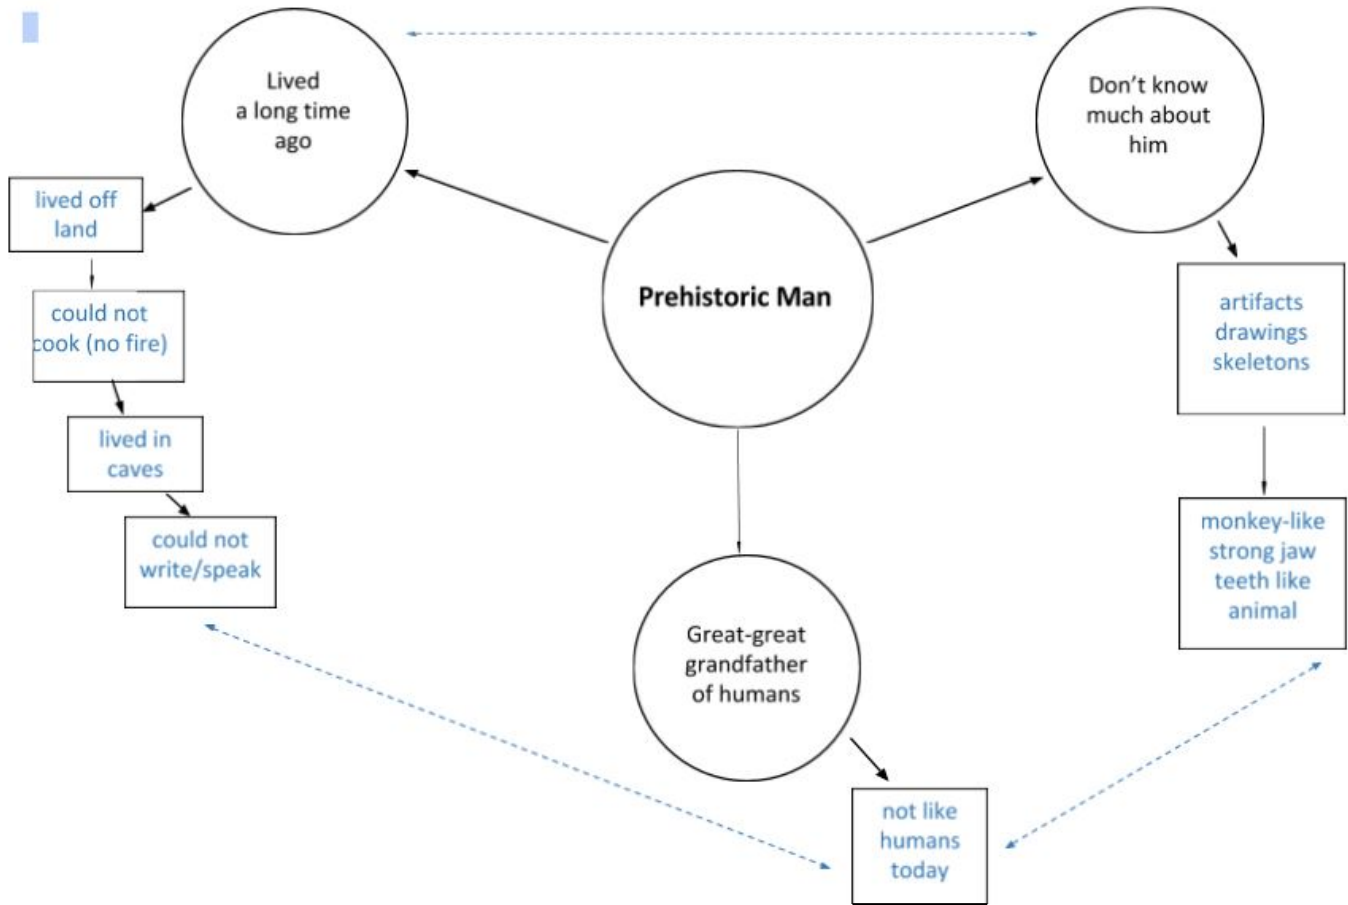 Lived
a long time
ago
Don't know
much about
him
lived off
land
Prehistoric Man
could not
cook (no fire)
artifacts
drawings
skeletons
lived in
caves
could not
write/speak
monkey-like
strong jaw
teeth like
animal
Great-great
grandfather
of humans
not like
humans
today